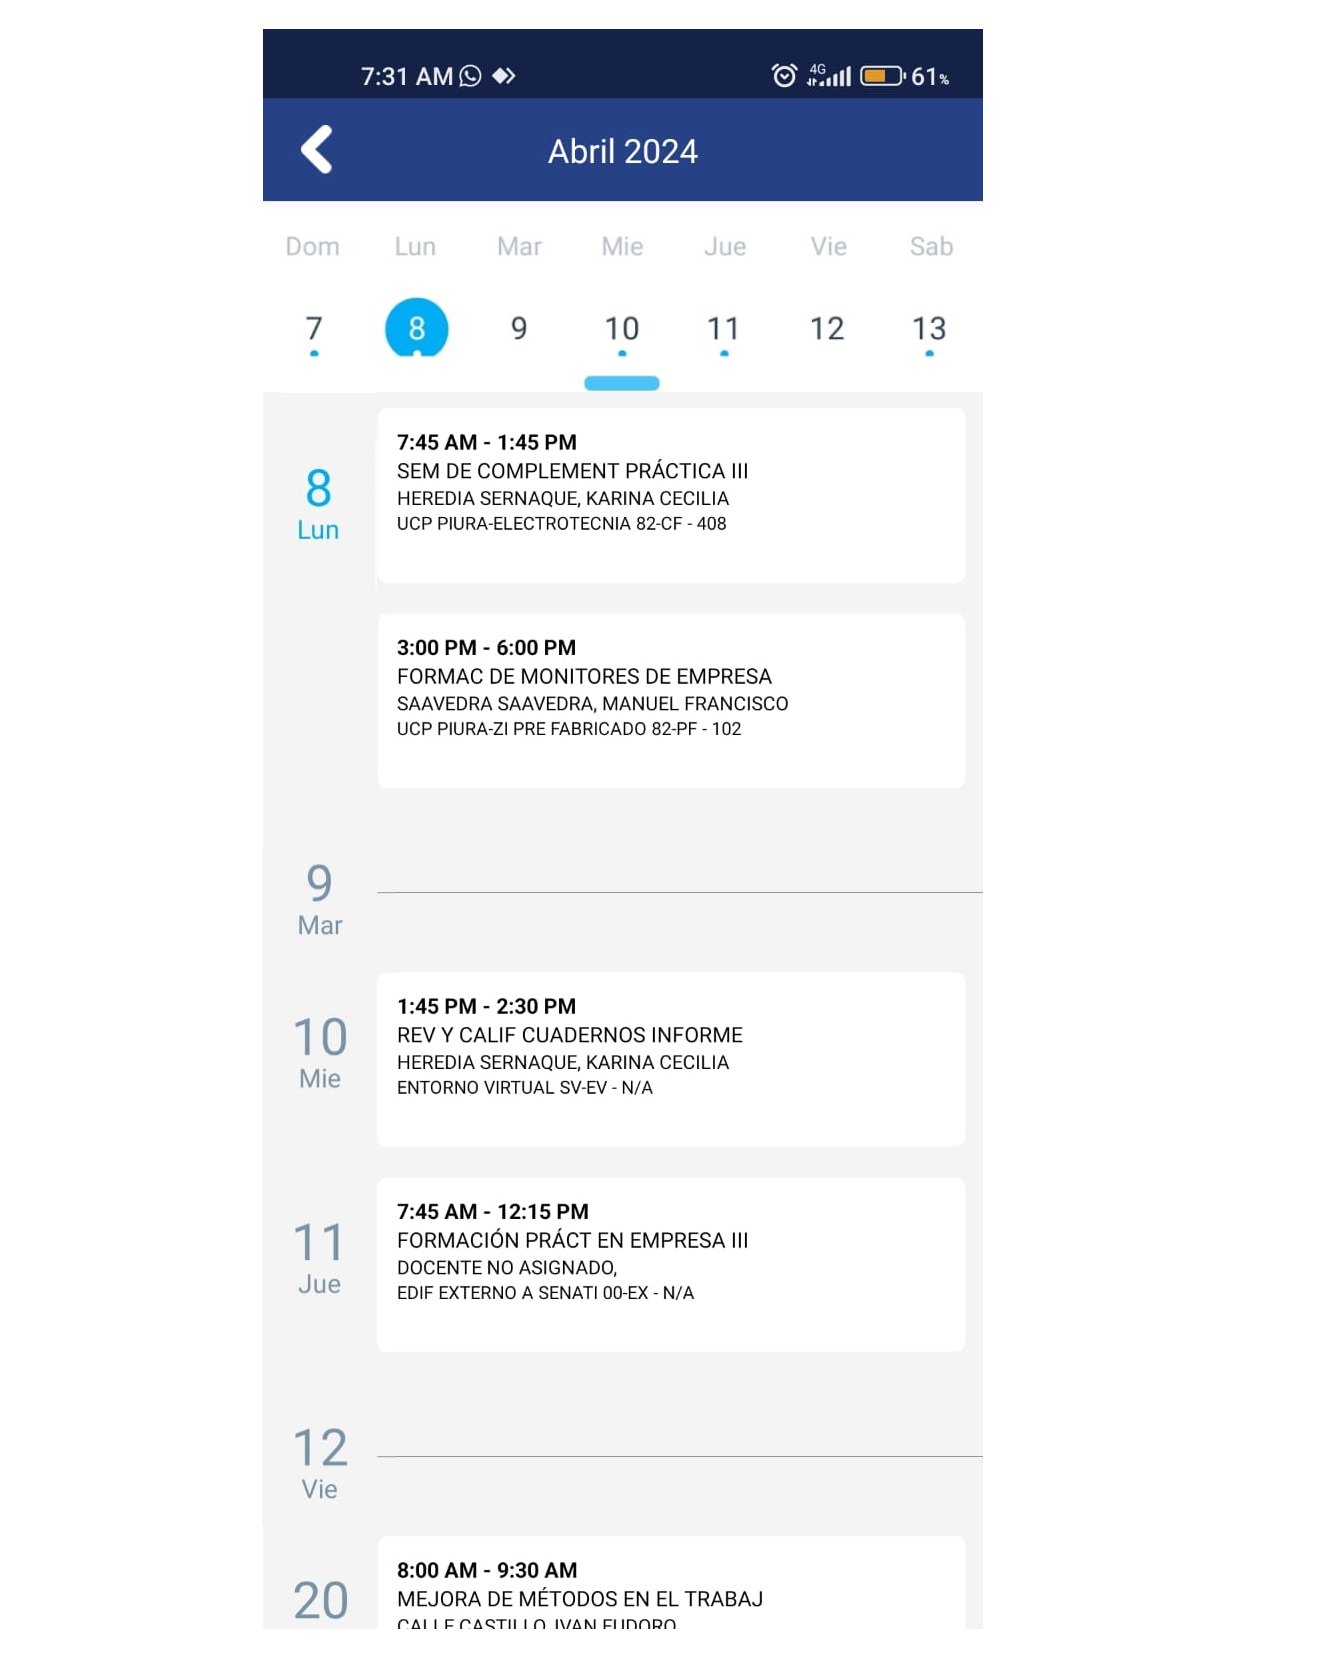 7:31 AM 4G 61%
Abril 2024
Dom Lun Mar Mie Jue Vie Sab
7 8 9 10 11 12 13
7:45 AM - 1:45 PM
8
Lun
SEM DE COMPLEMENT PRÁCTICA III
HEREDIA SERNAQUE, KARINA CECILIA
UCP PIURA-ELECTROTECNIA 82-CF - 408
3:00 PM - 6:00 PM
FORMAC DE MONITORES DE EMPRESA
SAAVEDRA SAAVEDRA, MANUEL FRANCISCO
UCP PIURA-ZI PRE FABRICADO 82-PF - 102
9
Mar
10
Mie
1:45 PM - 2:30 PM
REV Y CALIF CUADERNOS INFORME
HEREDIA SERNAQUE, KARINA CECILIA
ENTORNO VIRTUAL SV-EV - N/A
11
Jue
7:45 AM - 12:15 PM
FORMACIÓN PRÁCT EN EMPRESA III
DOCENTE NO ASIGNADO,
EDIF EXTERNO A SENATI 00-EX - N/A
12
Vie
20
8:00 AM - 9:30 AM
MEJORA DE MÉTODOS EN EL TRABAJ
CALLE CASTILLO, IVAN EUDORO